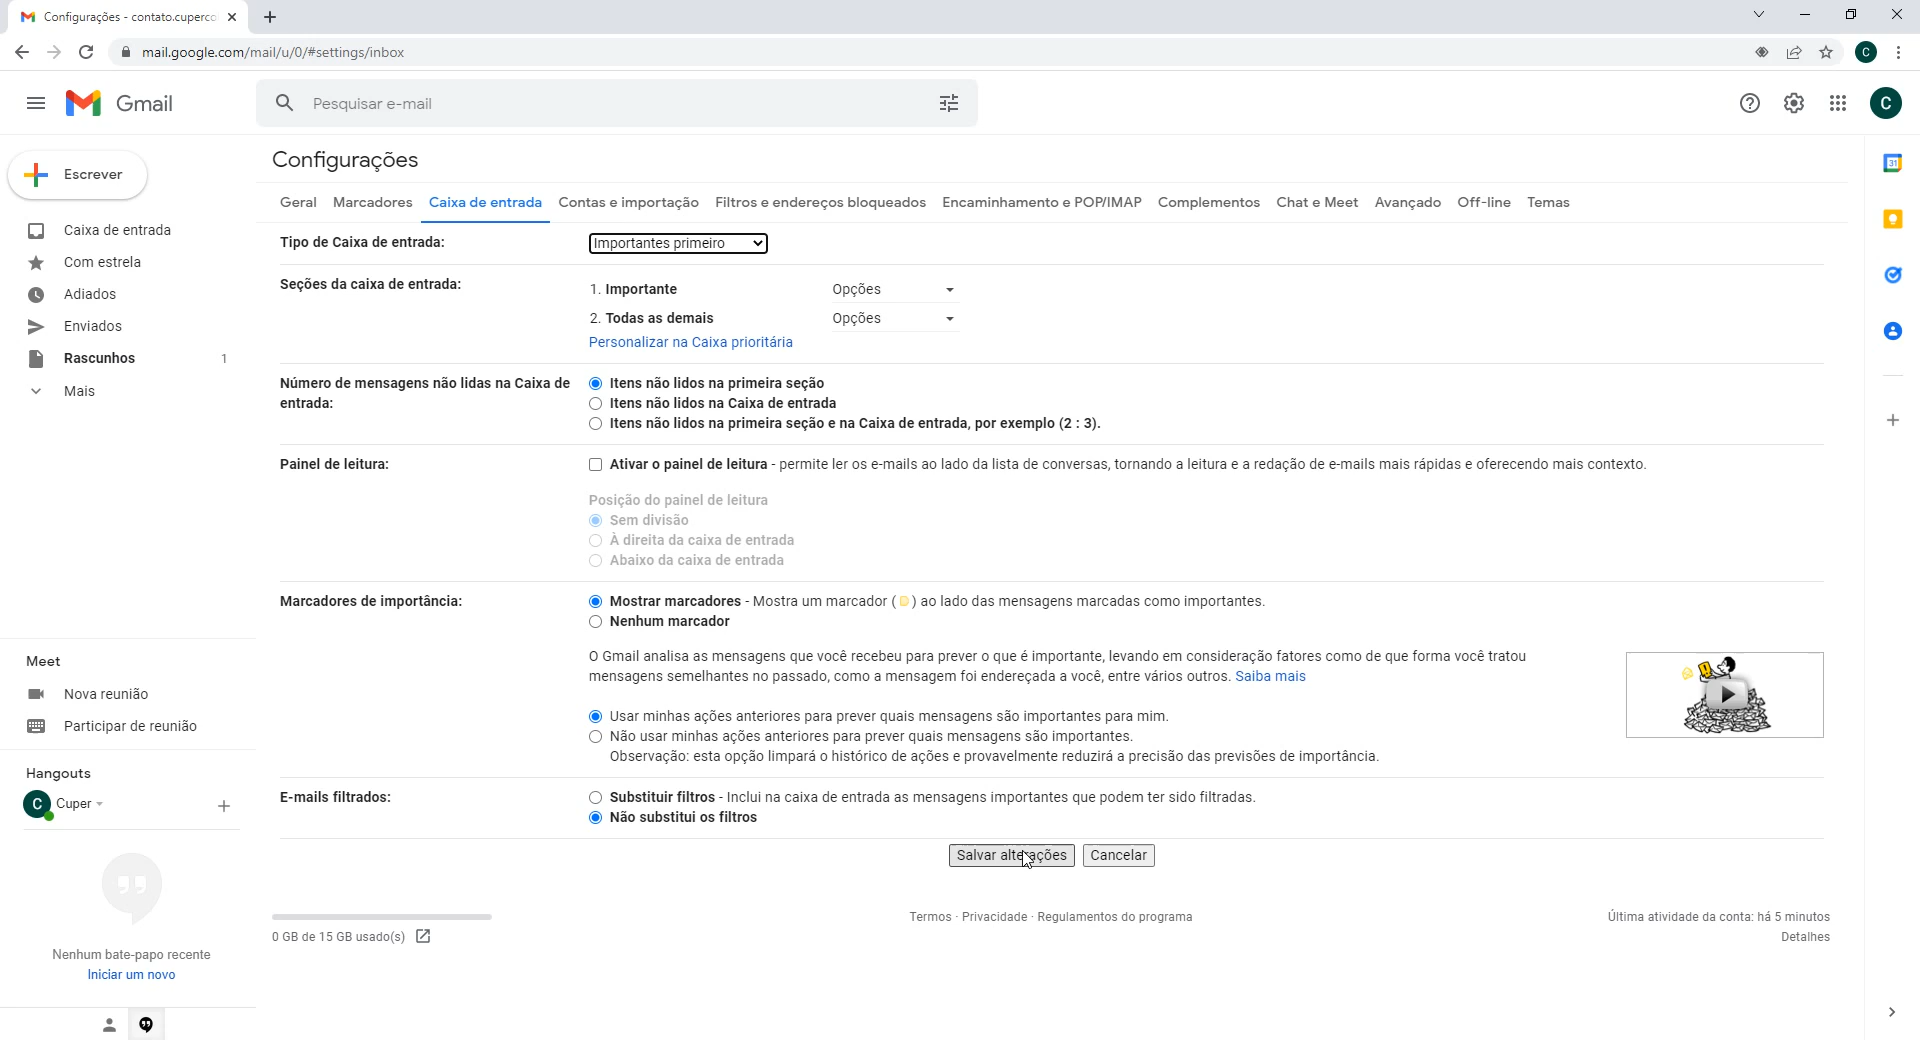 Configurações - contato.cuperco
mail.google.com/mail/u/0/#settings/inbox
C
Gmail
Pesquisar e-mail
C
Escrever
Caixa de entrada
Com estrela
Adiados
Enviados
Rascunhos 1
Mais
Meet
Nova reunião
Participar de reunião
Hangouts
C Cuper
Nenhum bate-papo recente
Iniciar um novo
Configurações
Geral Marcadores Caixa de entrada Contas e importação Filtros e endereços bloqueados Encaminhamento e POP/IMAP Complementos Chat e Meet Avançado Off-line Temas
Tipo de Caixa de entrada: Importantes primeiro
Seções da caixa de entrada: 1. Importante Opções
2. Todas as demais Opções
Personalizar na Caixa prioritária
Número de mensagens não lidas na Caixa de
entrada:
Itens não lidos na primeira seção
Itens não lidos na Caixa de entrada
Itens não lidos na primeira seção e na Caixa de entrada, por exemplo (2 : 3).
Painel de leitura: Ativar o painel de leitura - permite ler os e-mails ao lado da lista de conversas, tornando a leitura e a redação de e-mails mais rápidas e oferecendo mais contexto.
Posição do painel de leitura
Sem divisão
À direita da caixa de entrada
Abaixo da caixa de entrada
Marcadores de importância: Mostrar marcadores - Mostra um marcador ( ) ao lado das mensagens marcadas como importantes.
Nenhum marcador
O Gmail analisa as mensagens que você recebeu para prever o que é importante, levando em consideração fatores como de que forma você tratou
mensagens semelhantes no passado, como a mensagem foi endereçada a você, entre vários outros. Saiba mais
Usar minhas ações anteriores para prever quais mensagens são importantes para mim.
Não usar minhas ações anteriores para prever quais mensagens são importantes.
Observação: esta opção limpará o histórico de ações e provavelmente reduzirá a precisão das previsões de importância.
E-mails filtrados: Substituir filtros - Inclui na caixa de entrada as mensagens importantes que podem ter sido filtradas.
Não substitui os filtros
Salvar alterações Cancelar
0 GB de 15 GB usado(s)
Termos · Privacidade · Regulamentos do programa
Última atividade da conta: há 5 minutos
Detalhes
31